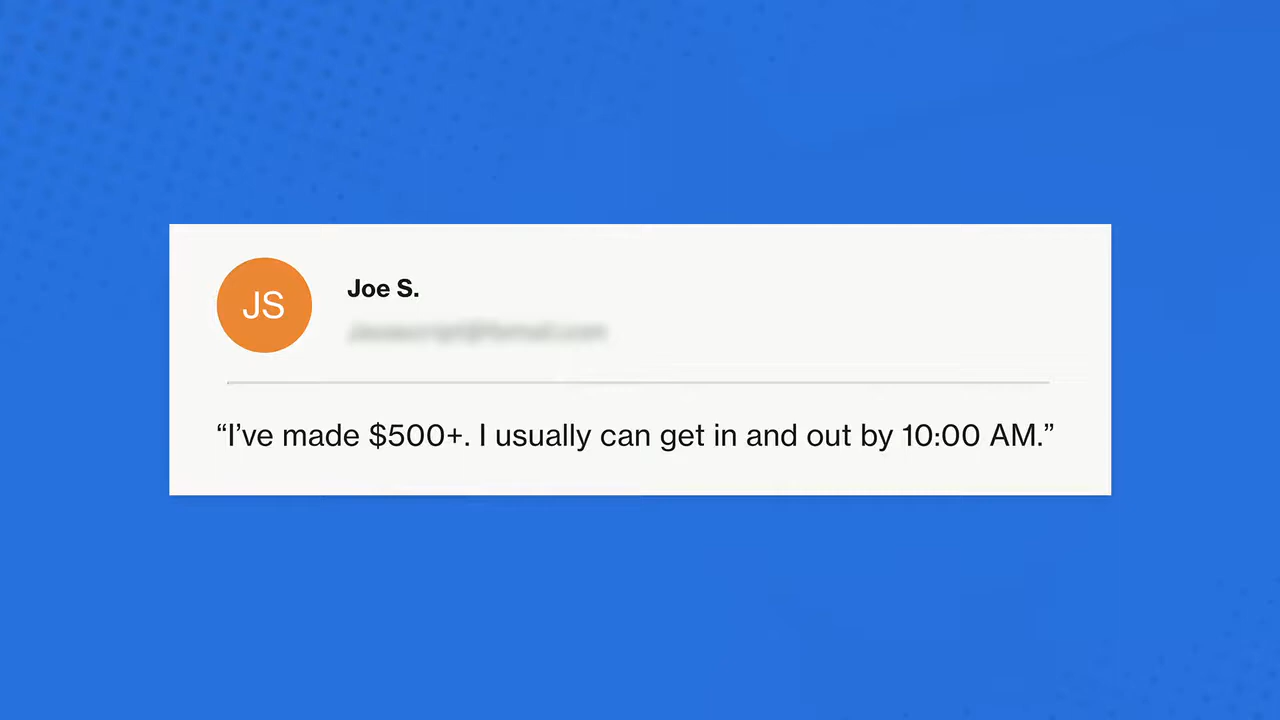 JS
Joe S.
“I’ve made $500+. I usually can get in and out by 10:00 AM.”